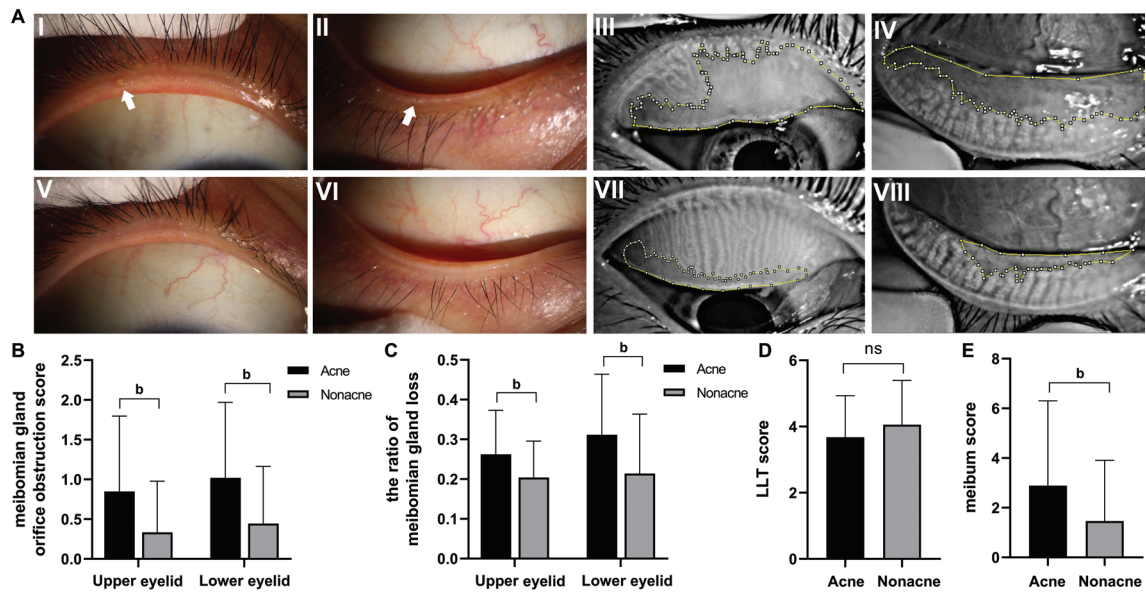 A
I
II
III
IV
V
VI
VII
VIII
B
meibomian gland
orifice obstruction score
2.5
2.0
1.5
1.0
0.5
0.0
b
b
Acne
Nonacne
Upper eyelid
Lower eyelid
C
the ratio of
meibomian gland loss
0.5
0.4
0.3
0.2
0.1
0.0
b
b
Acne
Nonacne
Upper eyelid
Lower eyelid
D
LLT score
6
4
2
0
ns
Acne
Nonacne
E
meibum score
8
6
4
2
0
b
Acne
Nonacne